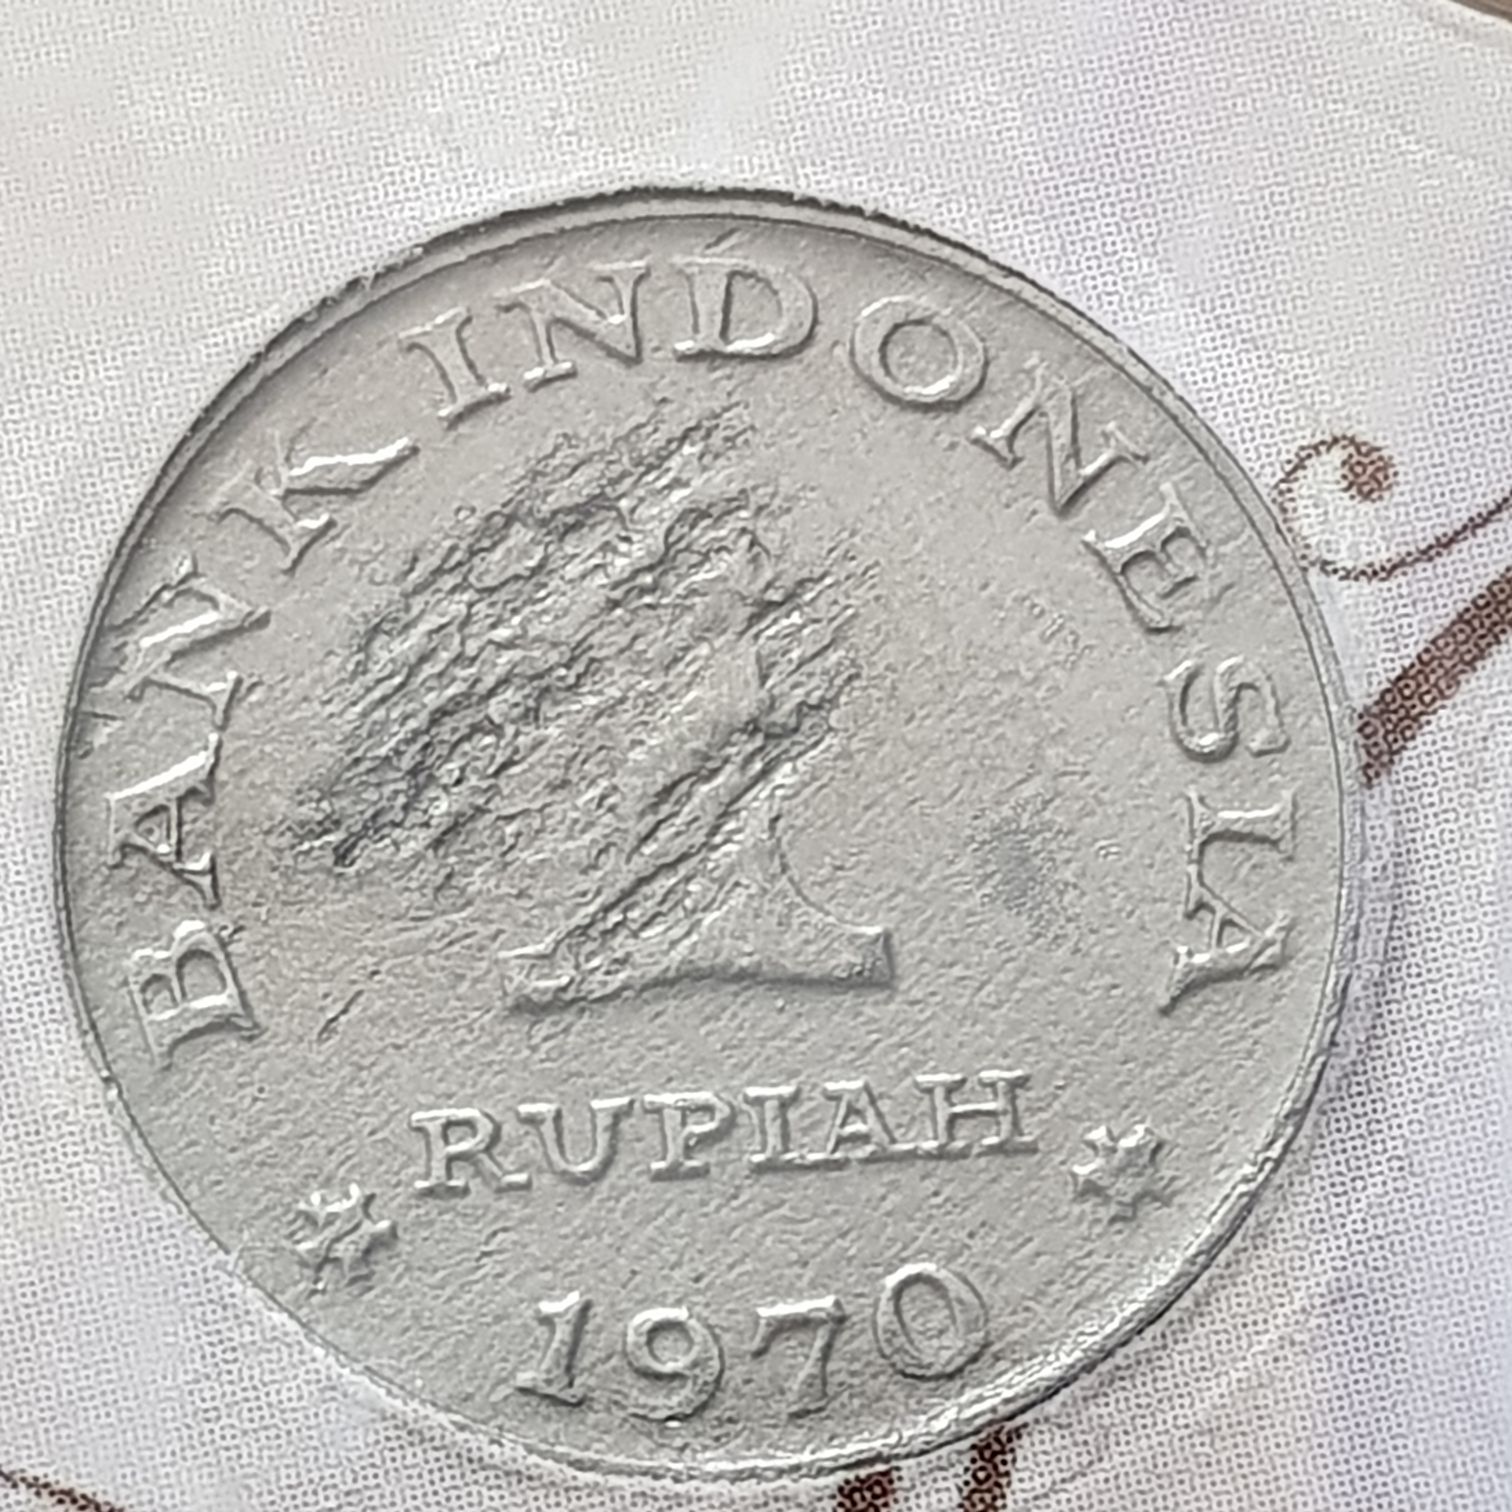 BANK INDONESIA
1
RUPIAH
1970